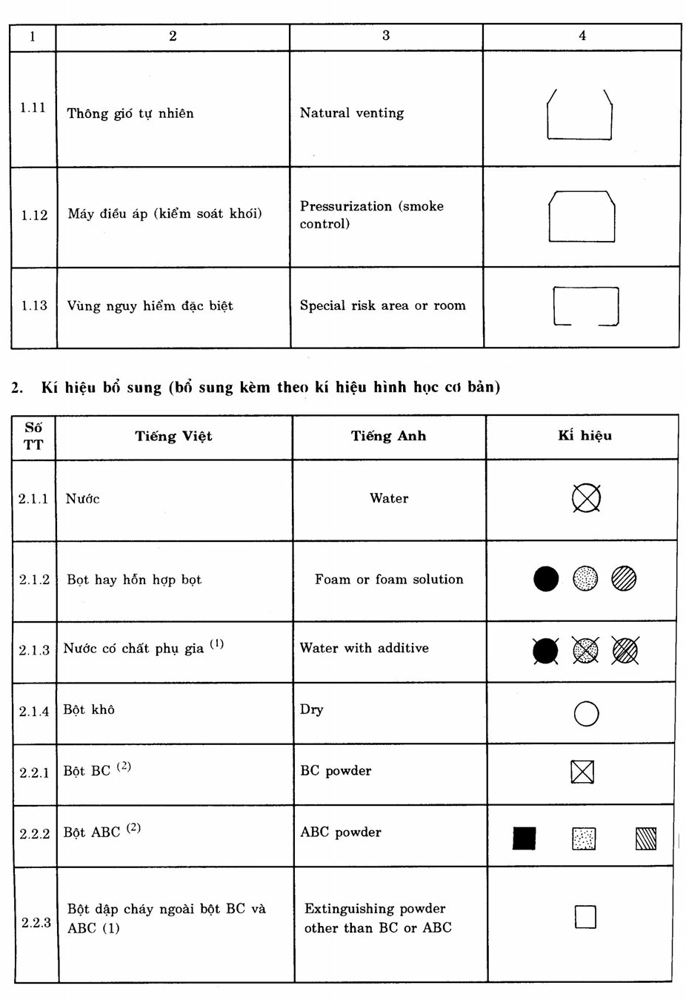 1 2 3 4
1.11 Thông gió tự nhiên Natural venting
1.12 Máy điều áp (kiểm soát khói) Pressurization (smoke
control)
1.13 Vùng nguy hiểm đặc biệt Special risk area or room
2. Kí hiệu bổ sung (bổ sung kèm theo kí hiệu hình học cơ bản)
Số
TT Tiếng Việt Tiếng Anh Kí hiệu
2.1.1 Nước Water
2.1.2 Bọt hay hỗn hợp bọt Foam or foam solution
2.1.3 Nước có chất phụ gia (1) Water with additive
2.1.4 Bột khô Dry
2.2.1 Bột BC (2) BC powder
2.2.2 Bột ABC (2) ABC powder
2.2.3 Bột dập cháy ngoài bột BC và Extinguishing powder
ABC (1) other than BC or ABC